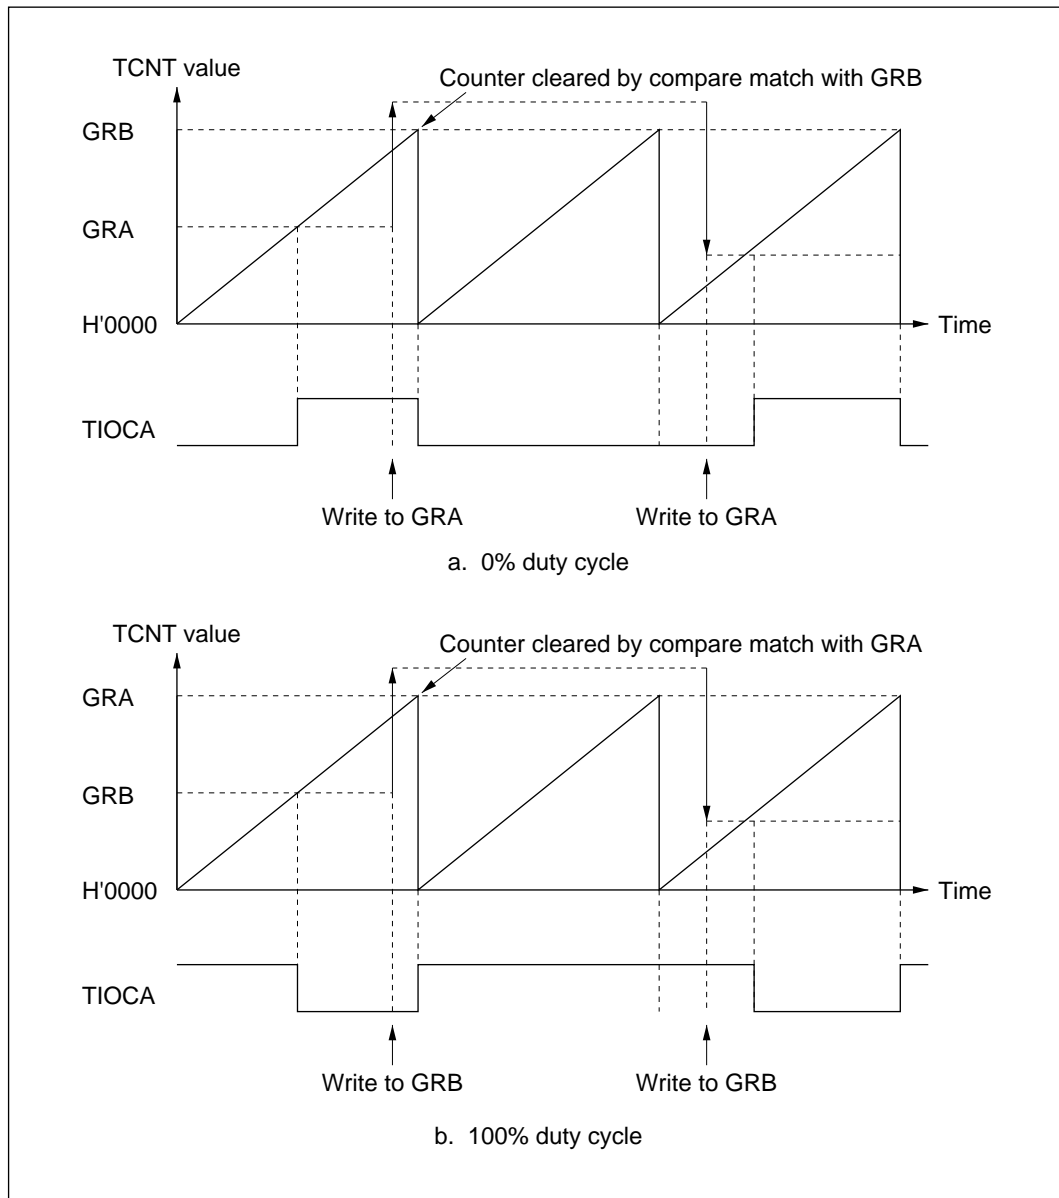 TCNT value
Counter cleared by compare match with GRB
GRB
GRA
H'0000
Time
TIOCA
Write to GRA
Write to GRA
a. 0% duty cycle
TCNT value
Counter cleared by compare match with GRA
GRA
GRB
H'0000
Time
TIOCA
Write to GRB
Write to GRB
b. 100% duty cycle